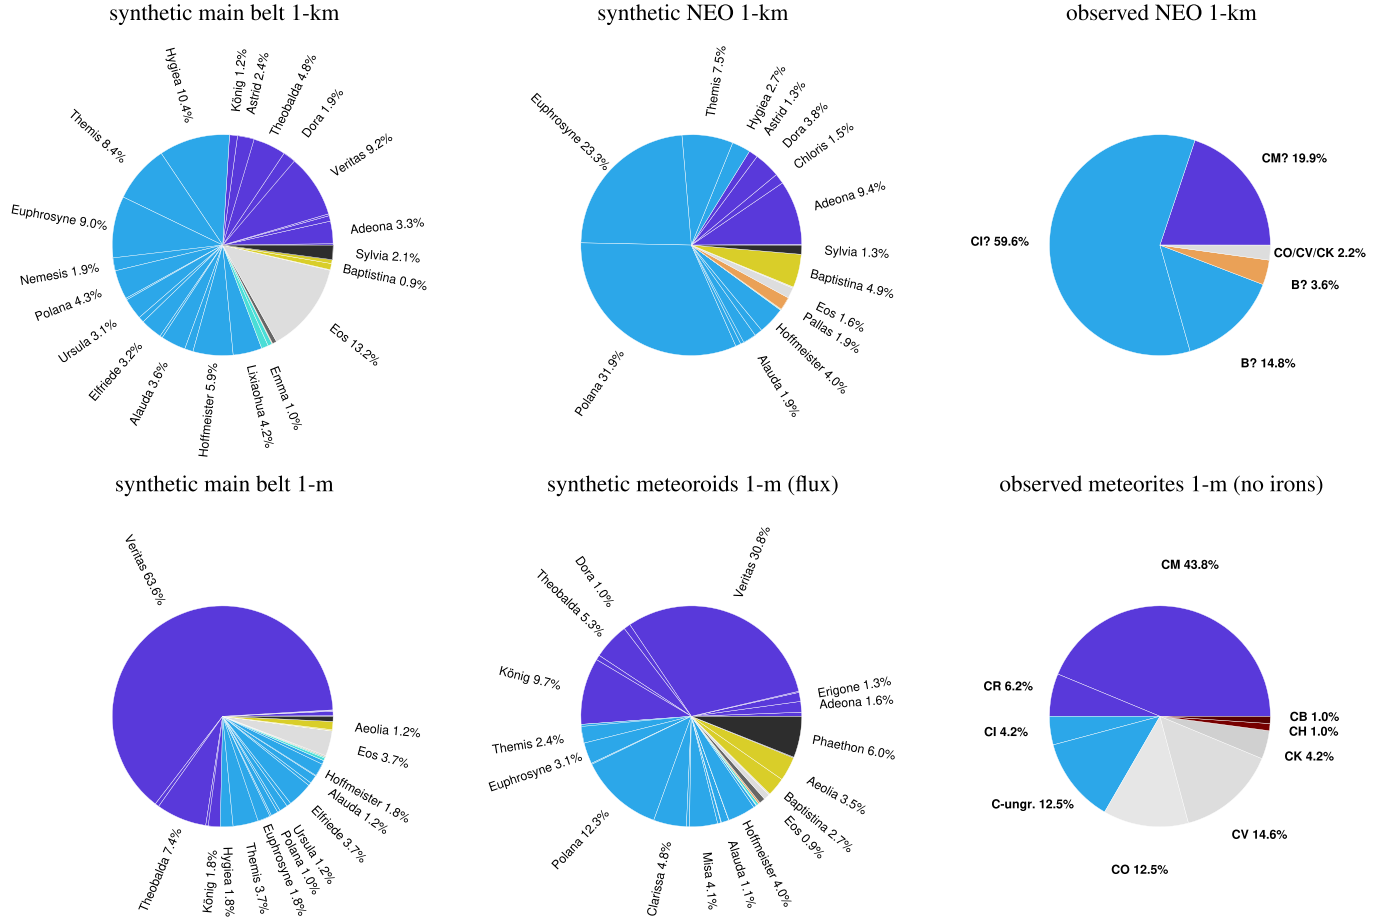 synthetic main belt 1-km
Hygiea 10.4%
König 1.2%
Astrid 2.4%
Theobalda 4.8%
Dora 1.9%
Veritas 9.2%
Adeona 3.3%
Sylvia 2.1%
Baptistina 0.9%
Eos 13.2%
Emma 1.0%
Lixiaohua 4.2%
Hoffmeister 5.9%
Alauda 3.6%
Elfriede 3.2%
Ursula 3.1%
Polana 4.3%
Nemesis 1.9%
Euphrosyne 9.0%
Themis 8.4%
synthetic NEO 1-km
Themis 7.5%
Hygiea 2.7%
Astrid 1.3%
Dora 3.8%
Chloris 1.5%
Adeona 9.4%
Sylvia 1.3%
Baptistina 4.9%
Eos 1.6%
Pallas 1.9%
Hoffmeister 4.0%
Alauda 1.9%
Polana 31.9%
Euphrosyne 23.3%
observed NEO 1-km
CM? 19.9%
CO/CV/CK 2.2%
B? 3.6%
B? 14.8%
CI? 59.6%
synthetic main belt 1-m
Veritas 63.6%
Aeolia 1.2%
Eos 3.7%
Hoffmeister 1.8%
Alauda 1.2%
Elfriede 3.7%
Ursula 1.2%
Polana 1.0%
Euphrosyne 1.8%
Themis 3.7%
Hygiea 1.8%
König 1.8%
Theobalda 7.4%
synthetic meteoroids 1-m (flux)
Veritas 30.8%
Erigone 1.3%
Adeona 1.6%
Phaethon 6.0%
Aeolia 3.5%
Baptistina 2.7%
Eos 0.9%
Hoffmeister 4.0%
Alauda 1.1%
Misa 4.1%
Clarissa 4.8%
Polana 12.3%
Euphrosyne 3.1%
Themis 2.4%
König 9.7%
Theobalda 5.3%
Dora 1.0%
observed meteorites 1-m (no irons)
CM 43.8%
CB 1.0%
CH 1.0%
CK 4.2%
CV 14.6%
CO 12.5%
C-ungr. 12.5%
CI 4.2%
CR 6.2%